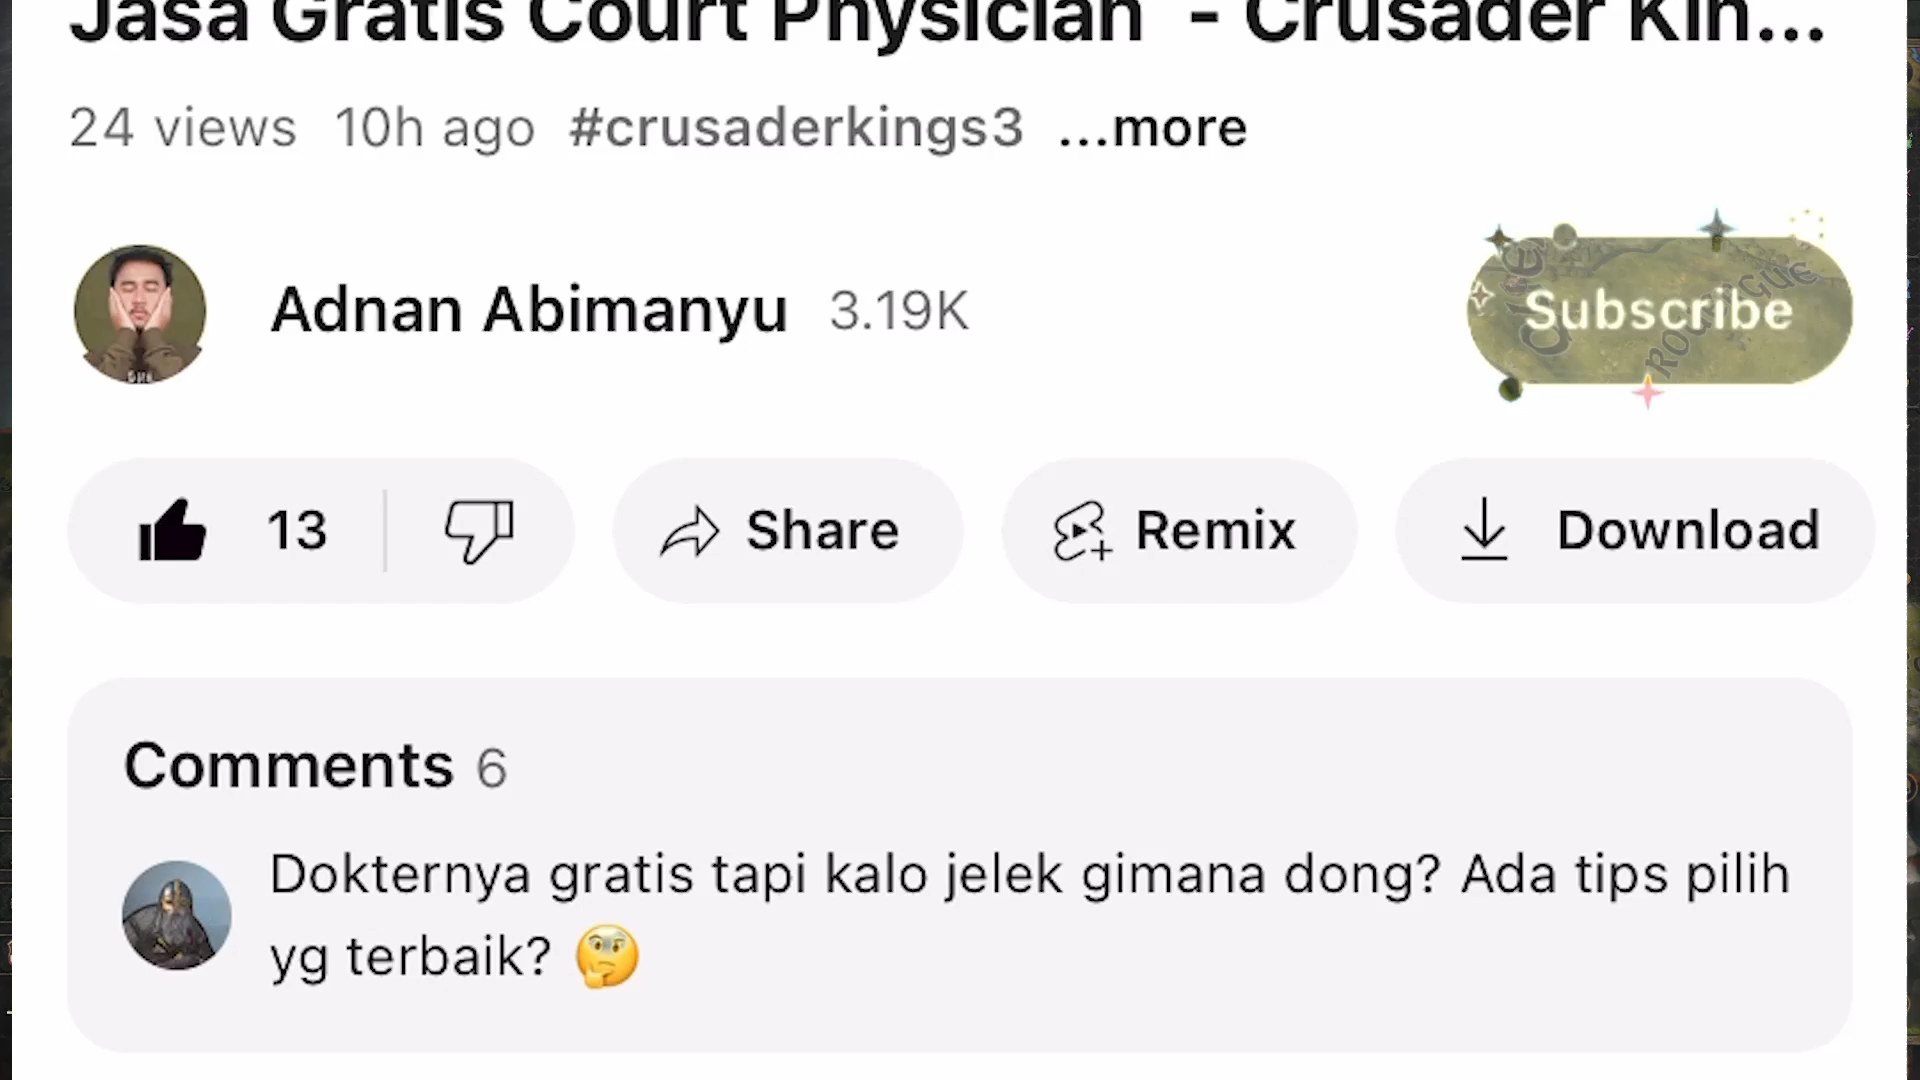 Jasa Gratis Court Physician - Crusader Kin...
24 views 10h ago #crusaderkings3 ...more
Adnan Abimanyu 3.19K
Subscribe
13 Share Remix Download
Comments 6
Dokternya gratis tapi kalo jelek gimana dong? Ada tips pilih
yg terbaik? 🤔